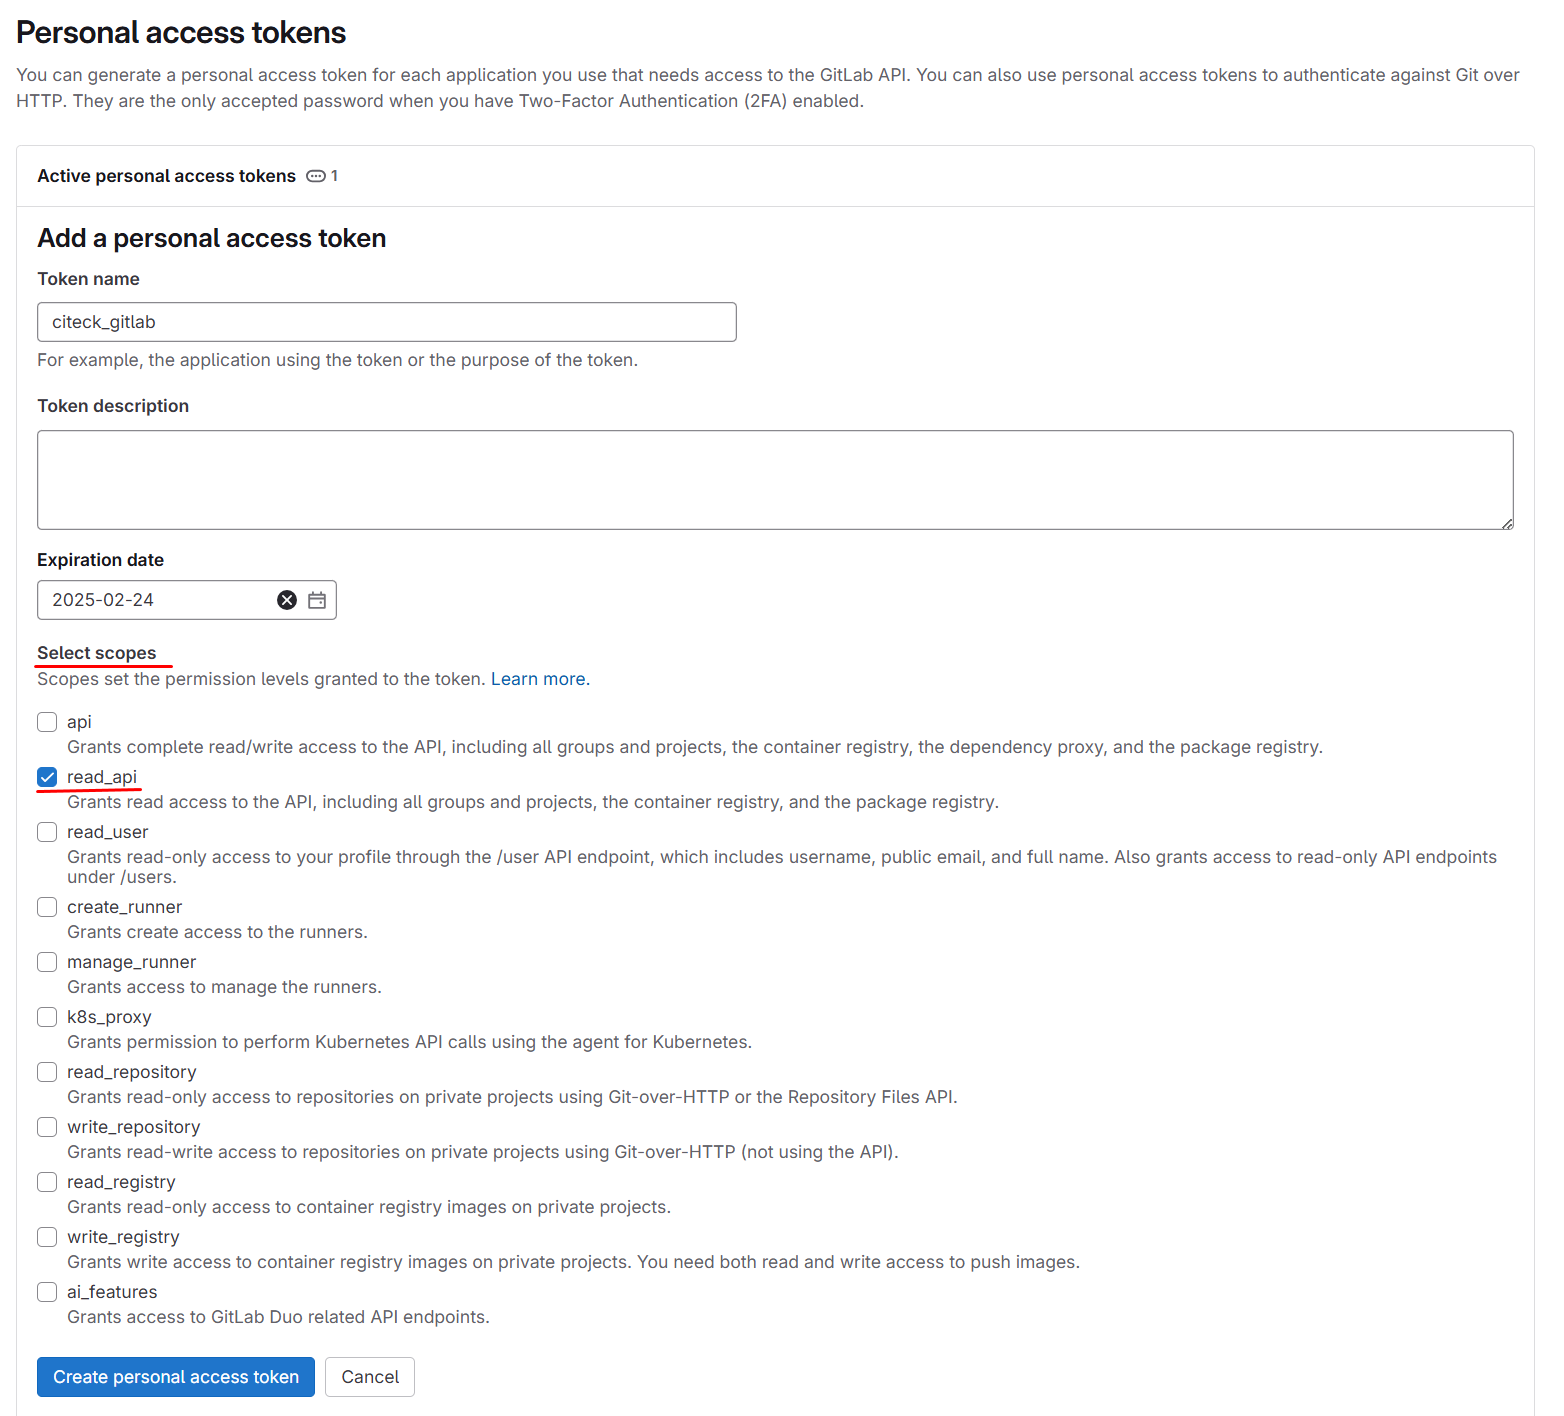 Personal access tokens
You can generate a personal access token for each application you use that needs access to the GitLab API. You can also use personal access tokens to authenticate against Git over
HTTP. They are the only accepted password when you have Two-Factor Authentication (2FA) enabled.
Active personal access tokens 1
Add a personal access token
Token name
citeck_gitlab
For example, the application using the token or the purpose of the token.
Token description
Expiration date
2025-02-24
Select scopes
Scopes set the permission levels granted to the token. Learn more.
api
Grants complete read/write access to the API, including all groups and projects, the container registry, the dependency proxy, and the package registry.
read_api
Grants read access to the API, including all groups and projects, the container registry, and the package registry.
read_user
Grants read-only access to your profile through the /user API endpoint, which includes username, public email, and full name. Also grants access to read-only API endpoints
under /users.
create_runner
Grants create access to the runners.
manage_runner
Grants access to manage the runners.
k8s_proxy
Grants permission to perform Kubernetes API calls using the agent for Kubernetes.
read_repository
Grants read-only access to repositories on private projects using Git-over-HTTP or the Repository Files API.
write_repository
Grants read-write access to repositories on private projects using Git-over-HTTP (not using the API).
read_registry
Grants read-only access to container registry images on private projects.
write_registry
Grants write access to container registry images on private projects. You need both read and write access to push images.
ai_features
Grants access to GitLab Duo related API endpoints.
Create personal access token Cancel